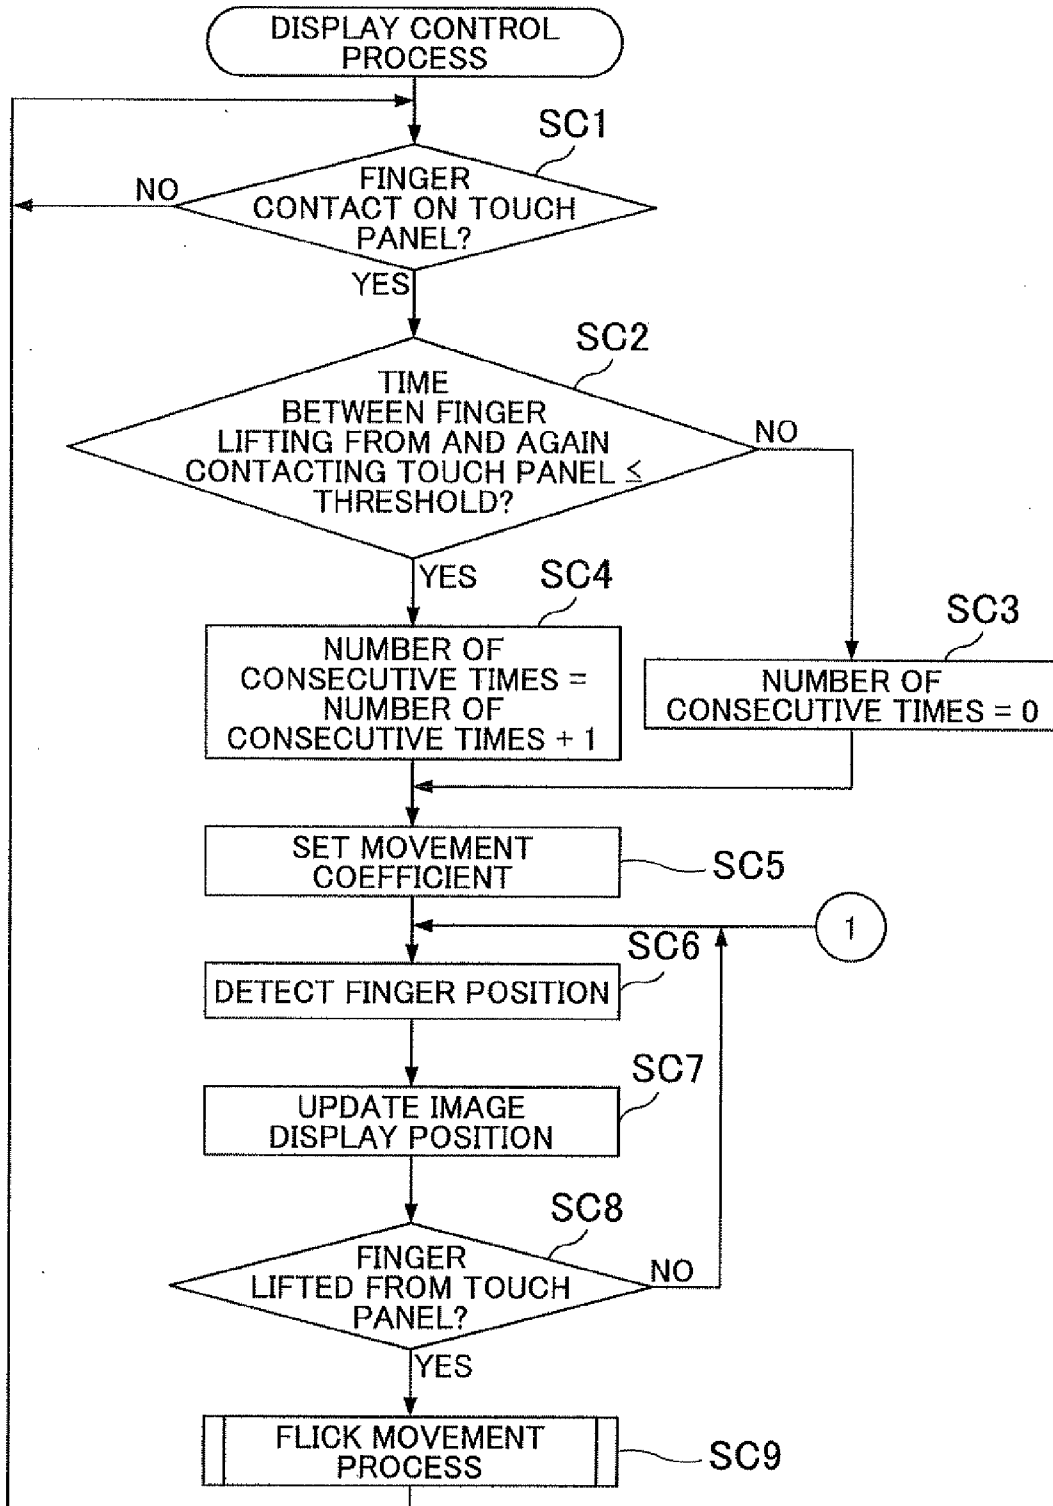 DISPLAY CONTROL
PROCESS
SC1
FINGER
CONTACT ON TOUCH
PANEL?
NO
YES
SC2
TIME
BETWEEN FINGER
LIFTING FROM AND AGAIN
CONTACTING TOUCH PANEL ≤
THRESHOLD?
NO
YES
SC4
NUMBER OF
CONSECUTIVE TIMES =
NUMBER OF
CONSECUTIVE TIMES + 1
SC3
NUMBER OF
CONSECUTIVE TIMES = 0
SET MOVEMENT
COEFFICIENT
SC5
1
SC6
DETECT FINGER POSITION
SC7
UPDATE IMAGE
DISPLAY POSITION
SC8
FINGER
LIFTED FROM TOUCH
PANEL?
NO
YES
FLICK MOVEMENT
PROCESS
SC9